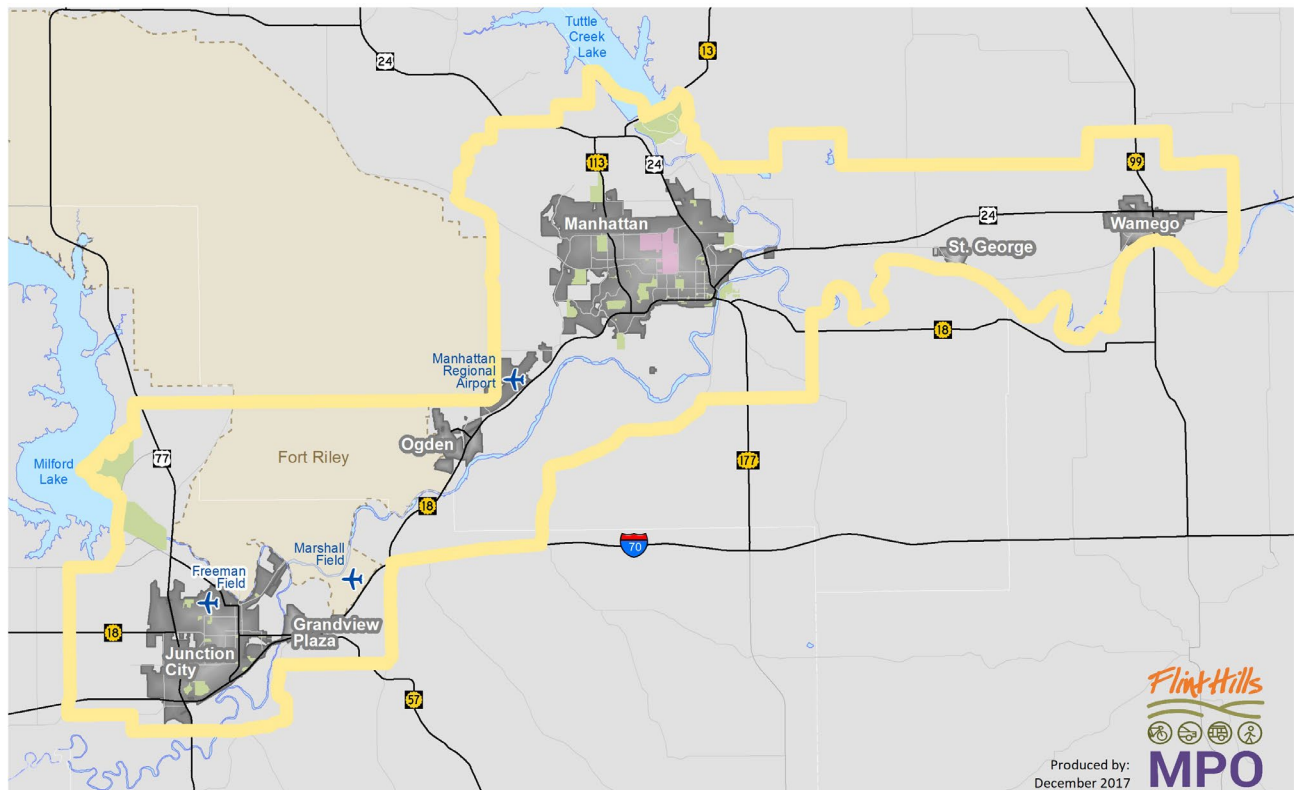 Tuttle
Creek
Lake
24
13
113
24
99
Manhattan
24
Wamego
St. George
18
Manhattan
Regional
Airport
Ogden
77
Fort Riley
Milford
Lake
177
18
70
Marshall
Field
Freeman
Field
18
Grandview
Plaza
Junction
City
57
Flint Hills
MPO
Produced by:
December 2017